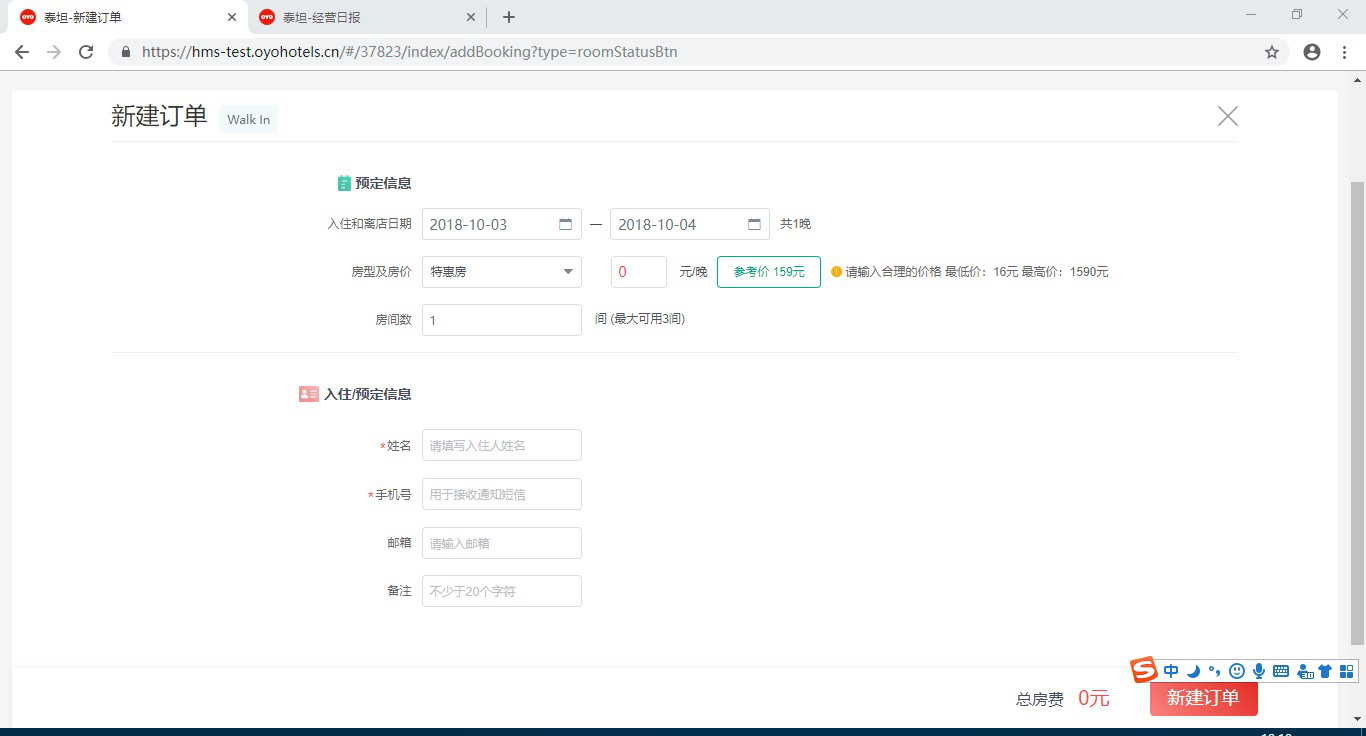 泰坦-新建订单
泰坦-经营日报
https://hms-test.oyohotels.cn/#/37823/index/addBooking?type=roomStatusBtn
新建订单 Walk In
预定信息
入住和离店日期 2018-10-03 — 2018-10-04 共1晚
房型及房价 特惠房 0 元/晚 参考价 159元 请输入合理的价格 最低价：16元 最高价：1590元
房间数 1 间 (最大可用3间)
入住/预定信息
*姓名 请填写入住人姓名
*手机号 用于接收通知短信
邮箱 请输入邮箱
备注 不少于20个字符
中
总房费 0元 新建订单